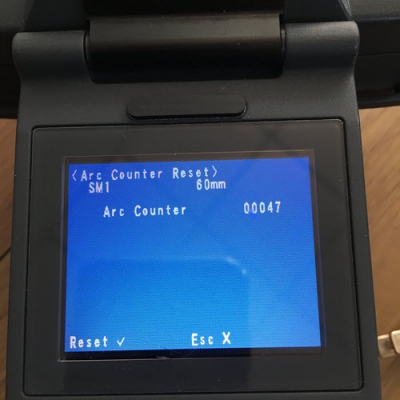 <Arc Counter Reset>
SM1 60mm
Arc Counter 00047
Reset ✓ Esc X